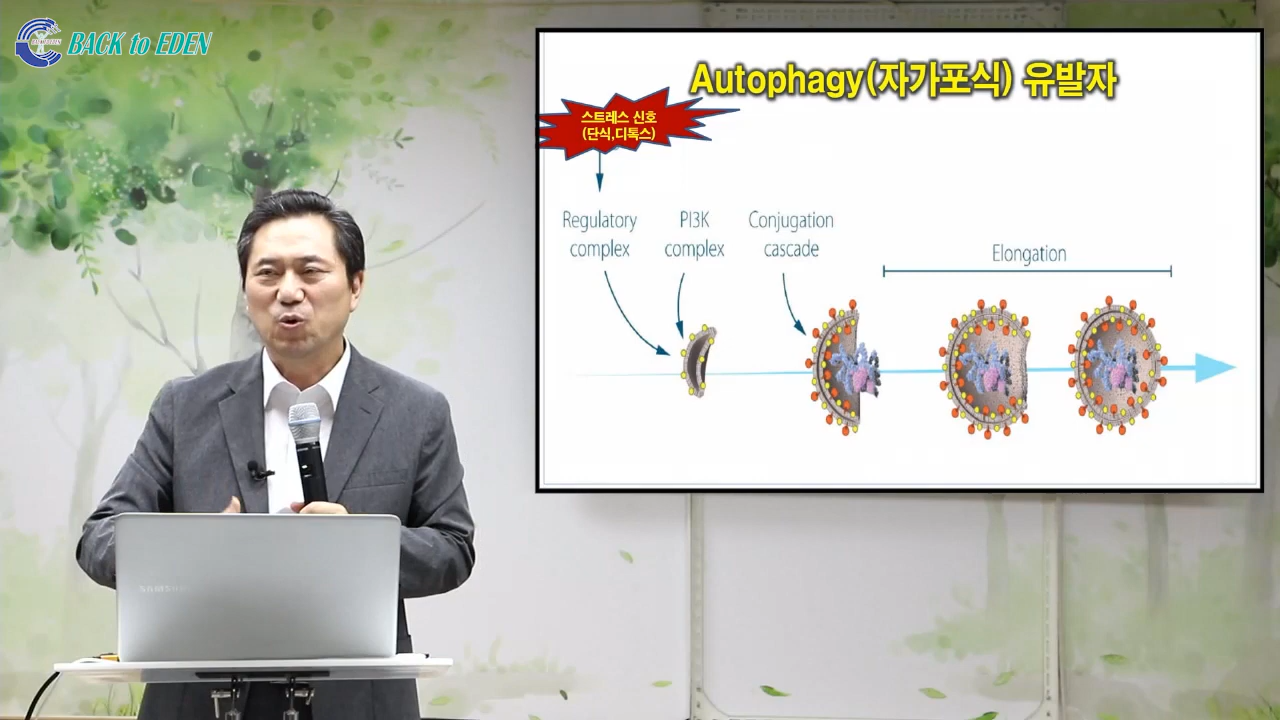 BACK to EDEN
Autophagy(자가포식) 유발자
스트레스 신호
(단식,디톡스)
Regulatory
complex
PI3K
complex
Conjugation
cascade
Elongation
SAMSUNG